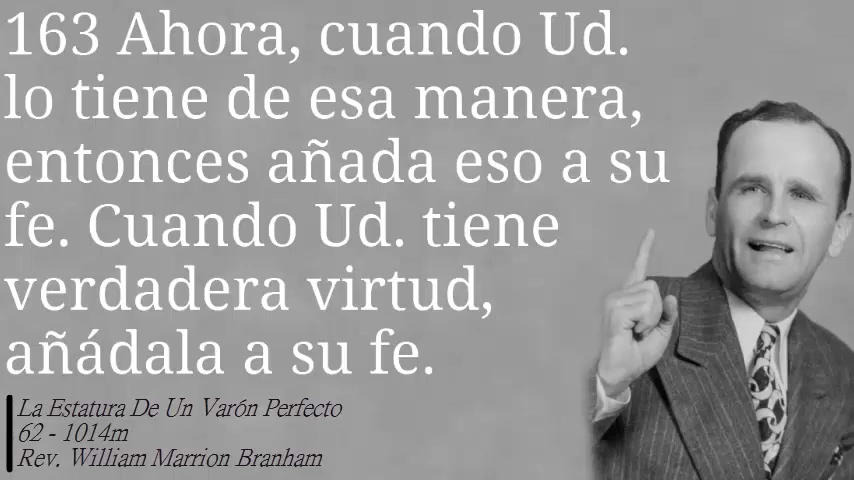 163 Ahora, cuando Ud.
lo tiene de esa manera,
entonces añada eso a su
fe. Cuando Ud. tiene
verdadera virtud,
añádala a su fe.
La Estatura De Un Varón Perfecto
62 - 1014m
Rev. William Marrion Branham